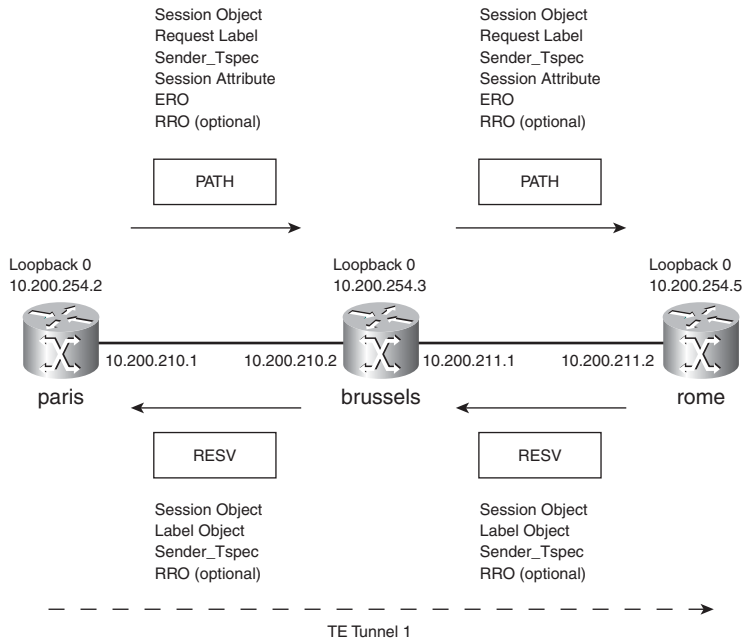 Session Object
Request Label
Sender_Tspec
Session Attribute
ERO
RRO (optional)
Session Object
Request Label
Sender_Tspec
Session Attribute
ERO
RRO (optional)
PATH
PATH
Loopback 0
10.200.254.2
Loopback 0
10.200.254.3
Loopback 0
10.200.254.5
10.200.210.1
10.200.210.2
10.200.211.1
10.200.211.2
paris
brussels
rome
RESV
RESV
Session Object
Label Object
Sender_Tspec
RRO (optional)
Session Object
Label Object
Sender_Tspec
RRO (optional)
TE Tunnel 1